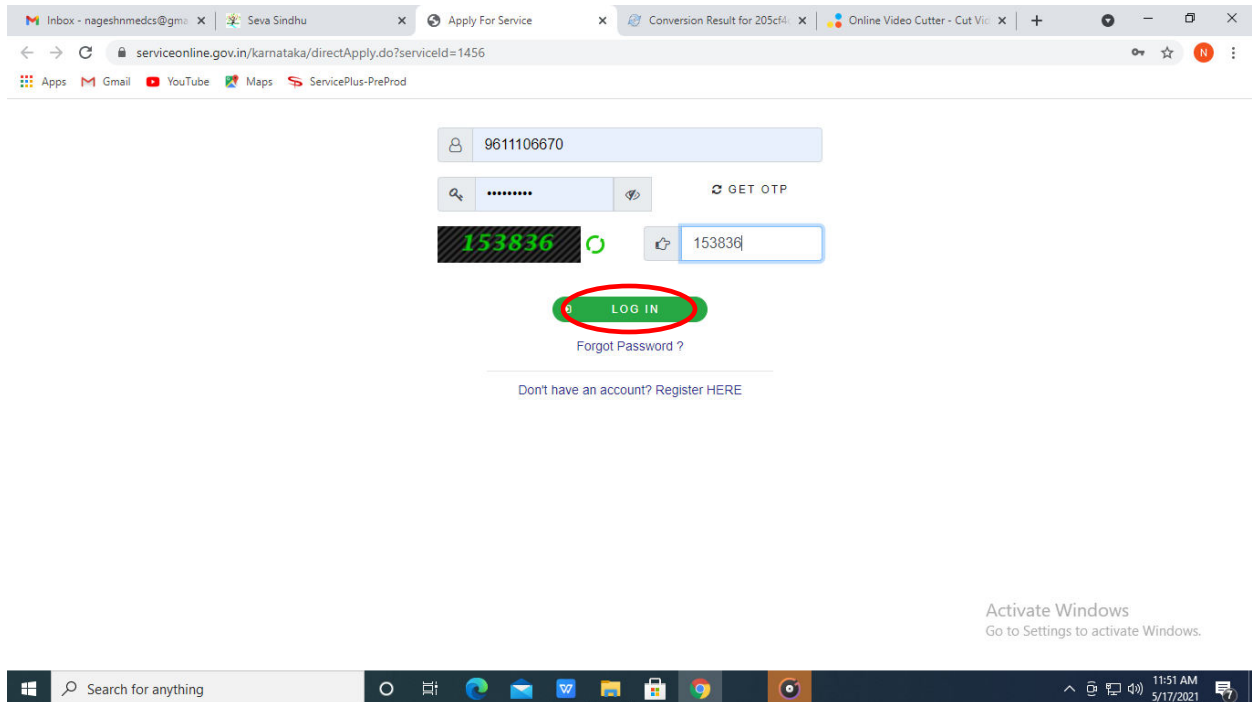 Inbox - nageshnmedcs@gma
Seva Sindhu
Apply For Service
Conversion Result for 205cf4
Online Video Cutter - Cut Vid
serviceonline.gov.in/karnataka/directApply.do?serviceId=1456
N
Apps
Gmail
YouTube
Maps
ServicePlus-PreProd
9611106670
GET OTP
153836
153836
LOG IN
Forgot Password ?
Don't have an account? Register HERE
Activate Windows
Go to Settings to activate Windows.
Search for anything
11:51 AM
5/17/2021
7